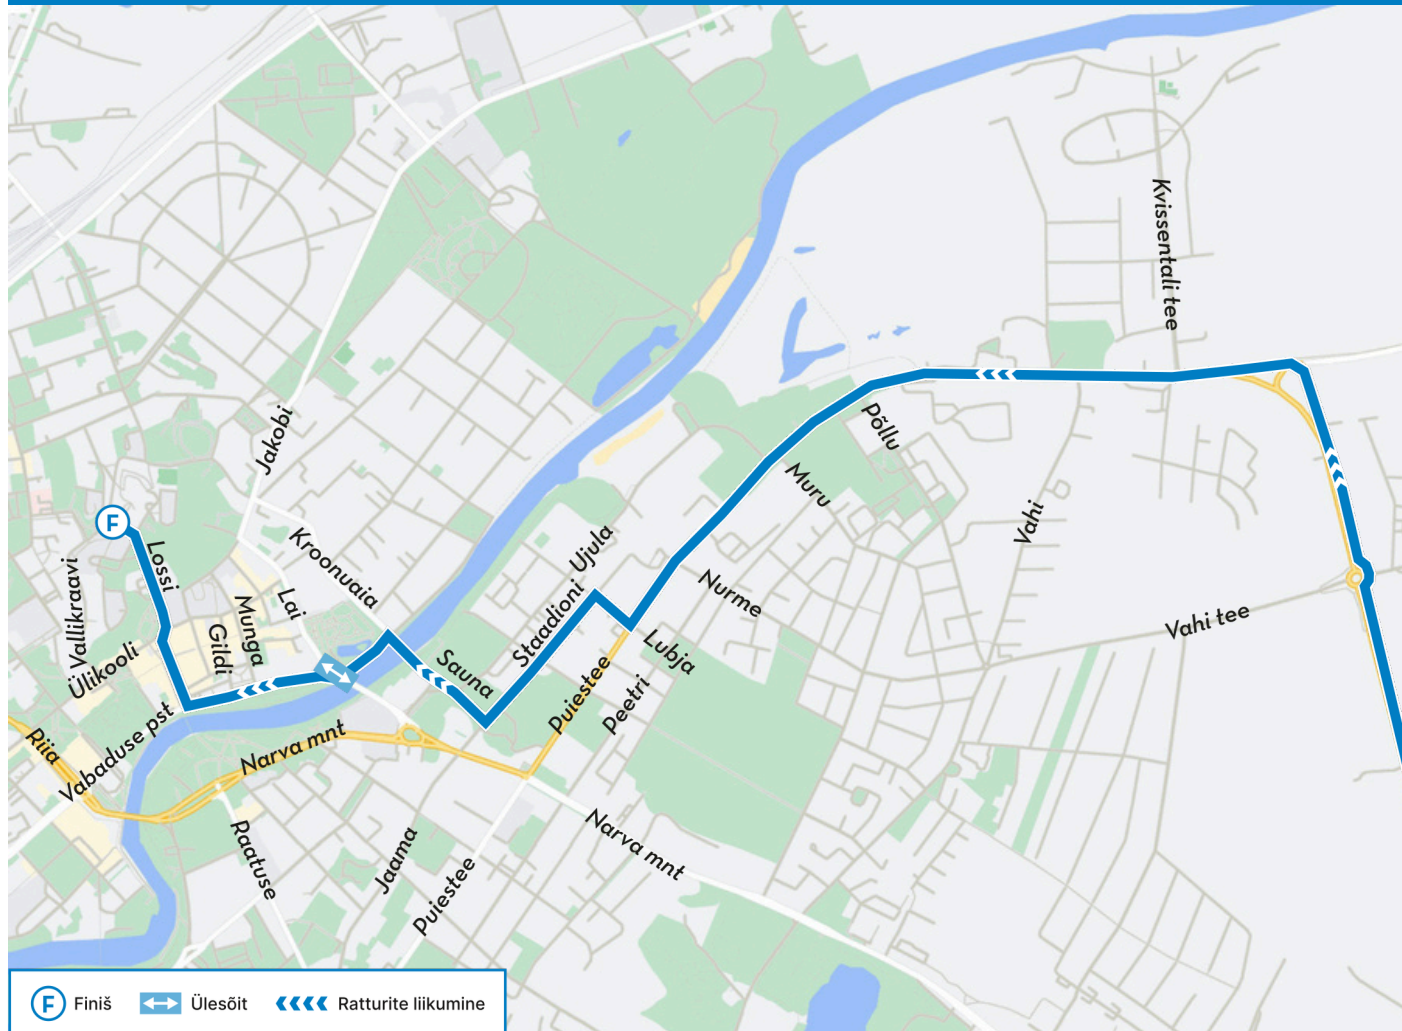 Kvissentali tee
Jakobi
Põllu
Muru
Vahi
Kroonuaia
Lossi
Vallikraavi
Lai
Munga
Gildi
Ülikooli
Ujula
Staadioni
Nurme
Vahi tee
Lubja
Sauna
Puiestee
Peetri
Vabaduse pst
Riia
Narva mnt
Raatuse
Jaama
Puiestee
Narva mnt
F
F Finiš
Ülesõit
Ratturite liikumine